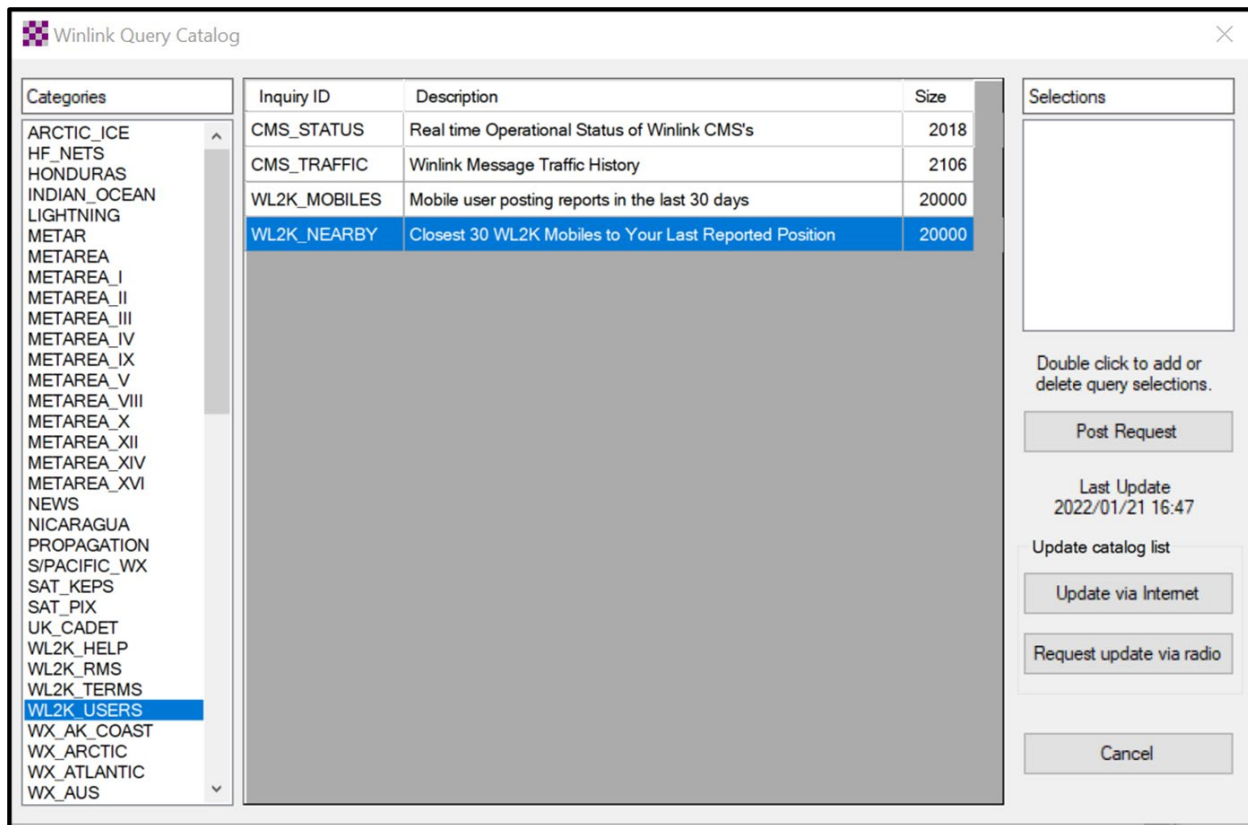 Winlink Query Catalog
Categories
ARCTIC_ICE
HF_NETS
HONDURAS
INDIAN_OCEAN
LIGHTNING
METAR
METAREA
METAREA_I
METAREA_II
METAREA_III
METAREA_IV
METAREA_IX
METAREA_V
METAREA_VIII
METAREA_X
METAREA_XII
METAREA_XIV
METAREA_XVI
NEWS
NICARAGUA
PROPAGATION
S/PACIFIC_WX
SAT_KEPS
SAT_PIX
UK_CADET
WL2K_HELP
WL2K_RMS
WL2K_TERMS
WL2K_USERS
WX_AK_COAST
WX_ARCTIC
WX_ATLANTIC
WX_AUS
Inquiry ID Description Size
CMS_STATUS Real time Operational Status of Winlink CMS's 2018
CMS_TRAFFIC Winlink Message Traffic History 2106
WL2K_MOBILES Mobile user posting reports in the last 30 days 20000
WL2K_NEARBY Closest 30 WL2K Mobiles to Your Last Reported Position 20000
Selections
Double click to add or
delete query selections.
Post Request
Last Update
2022/01/21 16:47
Update catalog list
Update via Internet
Request update via radio
Cancel